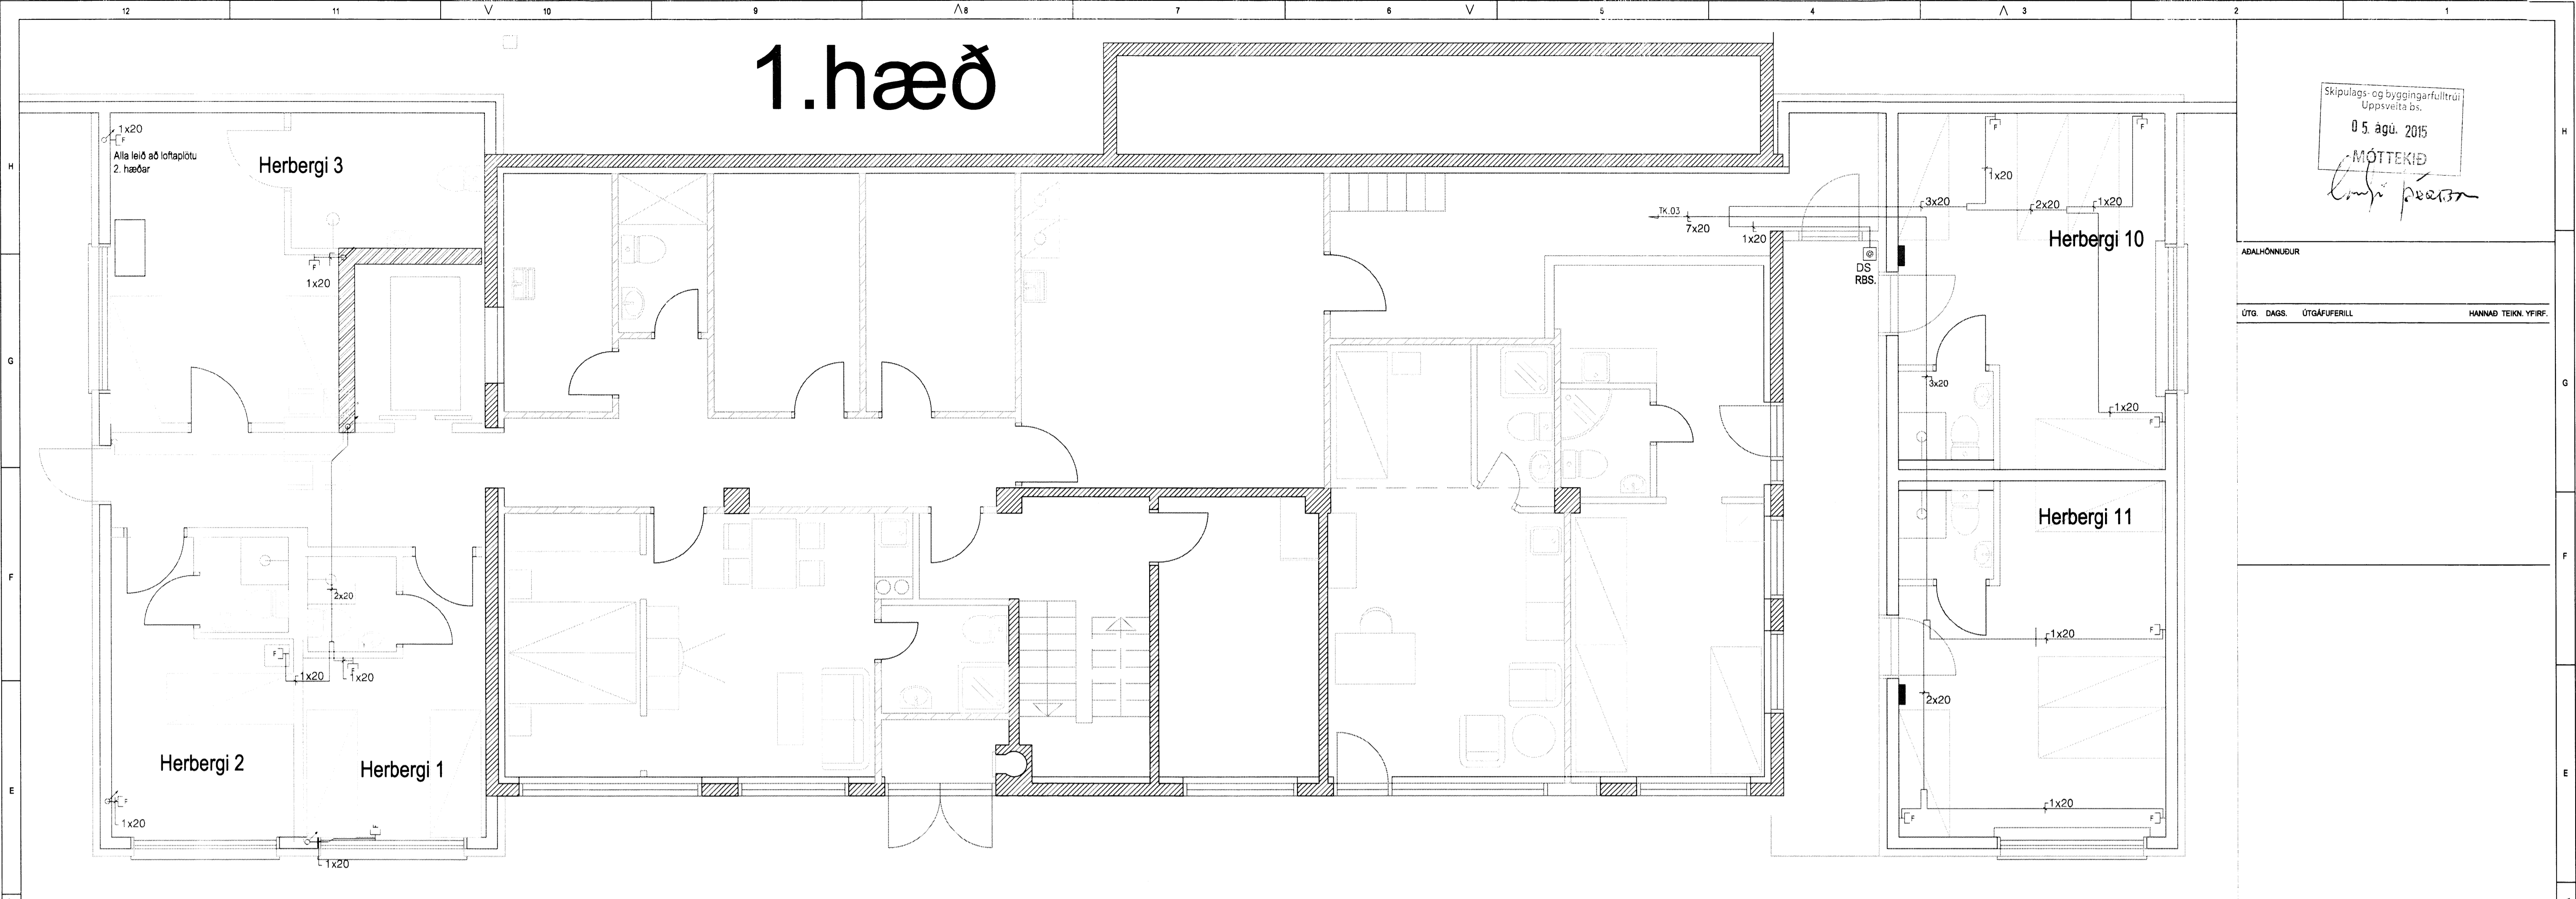 12 11 10 9 8 7 6 5 4 3 2 1
1.hæð
Skipulags- og byggingarfulltrúi
Uppsveita bs.
05. ágú. 2015
MÓTTEKIÐ
H
H
1x20
F
Alla leið að loftaplötu
2. hæðar
Herbergi 3
F
1x20
TK.03
7x20
1x20
DS
RBS.
F
F
1x20
3x20
2x20
1x20
Herbergi 10
AÐALHÖNNUÐUR
ÚTG. DAGS. ÚTGÁFUFERILL HANNAÐ TEIKN. YFIRF.
G
G
3x20
1x20
F
Herbergi 11
F
F
2x20
F
1x20
F
1x20
F
1x20
2x20
Herbergi 2
Herbergi 1
E
E
F
1x20
1x20
F
1x20
F